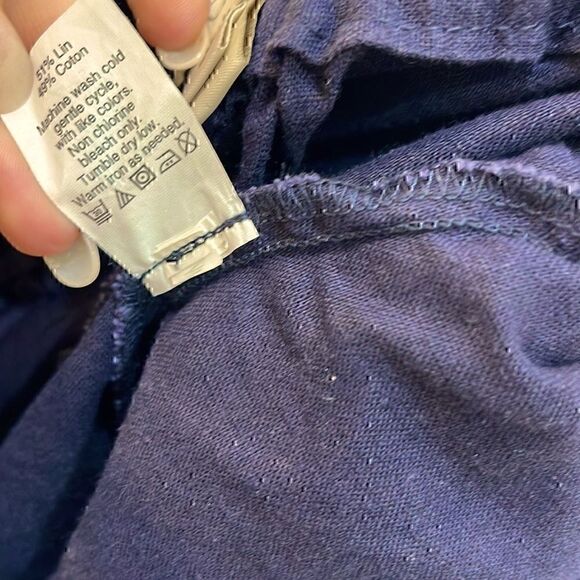 51% Lin
49% Coton
Machine wash cold
gentle cycle.
with like colors.
Non chlorine
bleach only.
Tumble dry low.
Warm iron as needed.